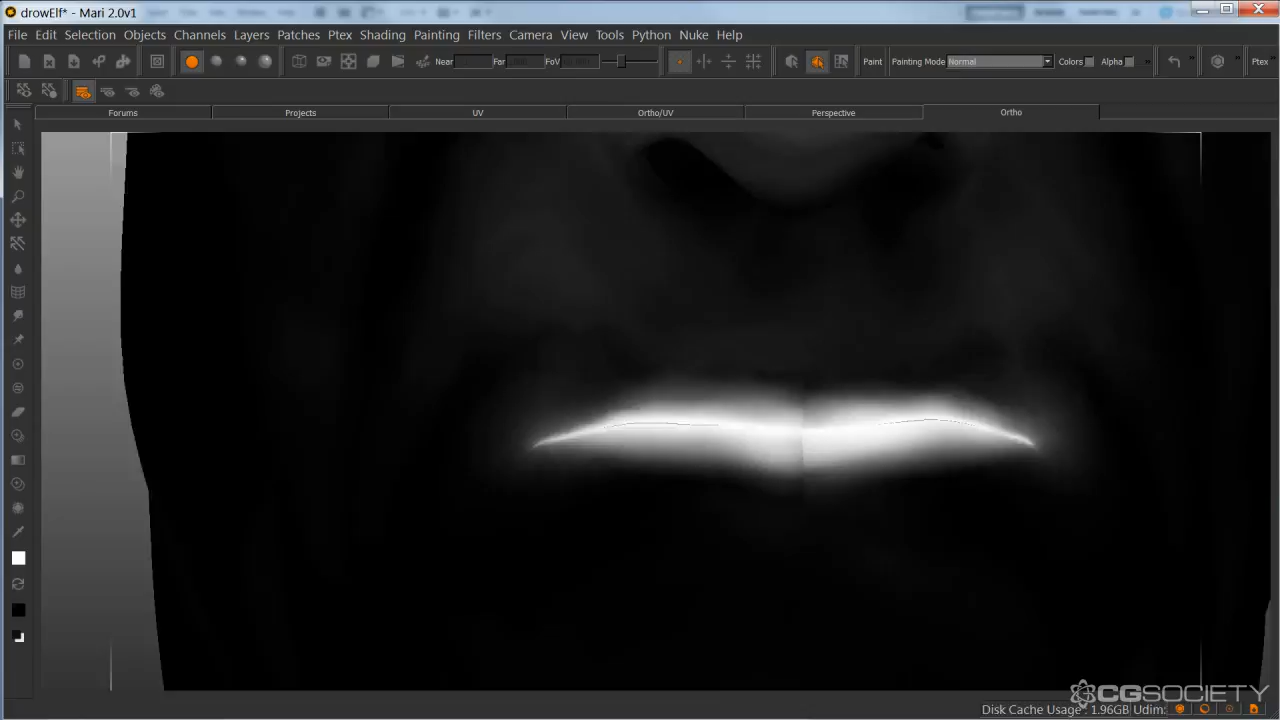 drowElf* - Mari 2.0v1
File Edit Selection Objects Channels Layers Patches Ptex Shading Painting Filters Camera View Tools Python Nuke Help
Near Far FoV Paint Painting Mode Normal Colors Alpha Ptex
Forums Projects UV Ortho/UV Perspective Ortho
CGSOCIETY
Disk Cache Usage : 1.96GB Udim: